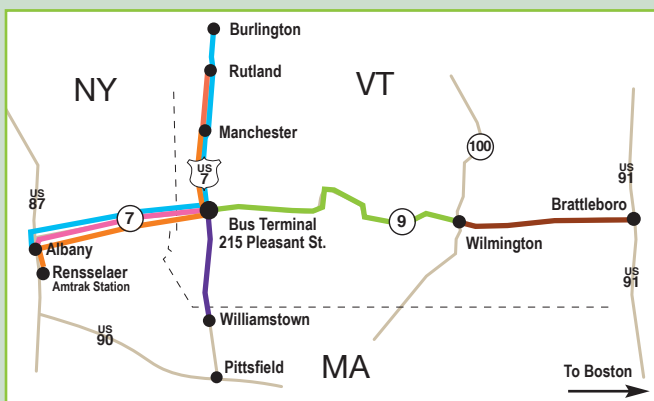 Burlington
NY
VT
Rutland
Manchester
US
7
100
US
87
US
91
7
Bus Terminal
215 Pleasant St.
9
Brattleboro
Wilmington
Albany
Rensselaer
Amtrak Station
US
91
US
90
Williamstown
MA
Pittsfield
To Boston